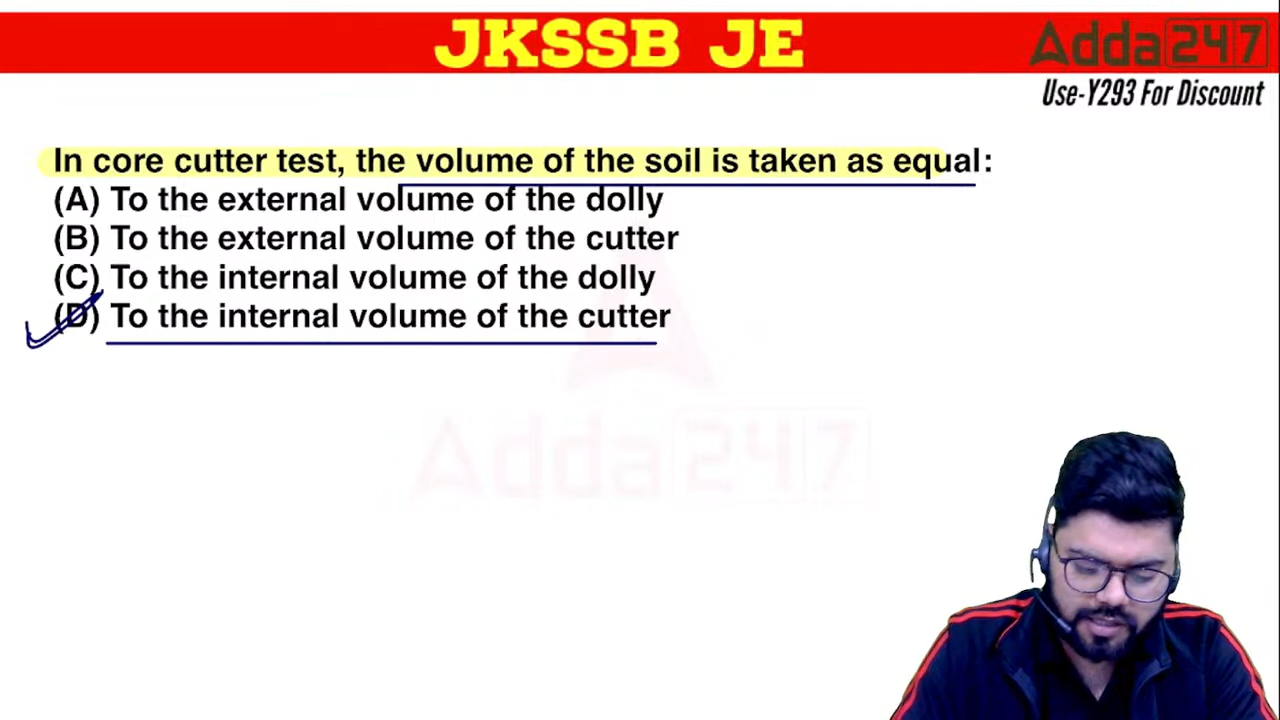 JKSSB JE
Adda247
Use-Y293 For Discount
In core cutter test, the volume of the soil is taken as equal:
(A) To the external volume of the dolly
(B) To the external volume of the cutter
(C) To the internal volume of the dolly
(D) To the internal volume of the cutter
Adda247